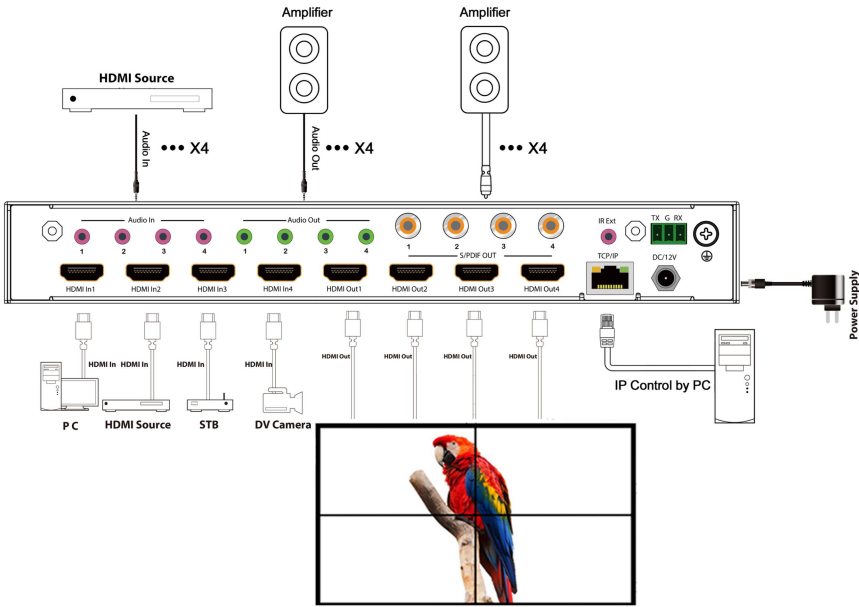 Amplifier
Amplifier
HDMI Source
Audio In
••• X4
Audio Out
••• X4
••• X4
Audio In
Audio Out
IR Ext
TX G RX
1 2 3 4 1 2 3 4 1 2 3 4
S/PDIF OUT
TCP/IP
DC/12V
HDMI In1
HDMI In2
HDMI In3
HDMI In4
HDMI Out1
HDMI Out2
HDMI Out3
HDMI Out4
Power Supply
HDMI In
HDMI In
HDMI In
HDMI In
HDMI Out
HDMI Out
HDMI Out
HDMI Out
IP Control by PC
PC
HDMI Source
STB
DV Camera